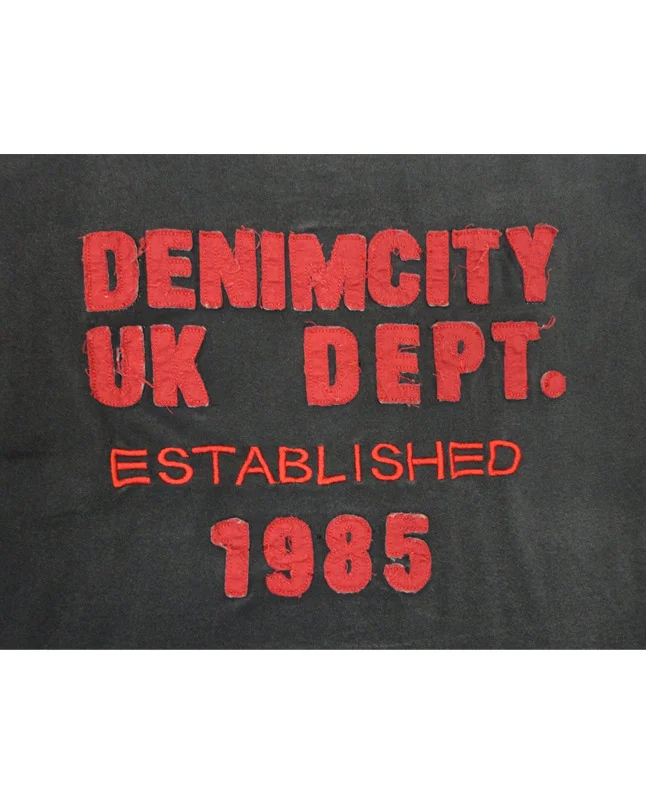 DENIMCITY
UK DEPT.
ESTABLISHED
1985